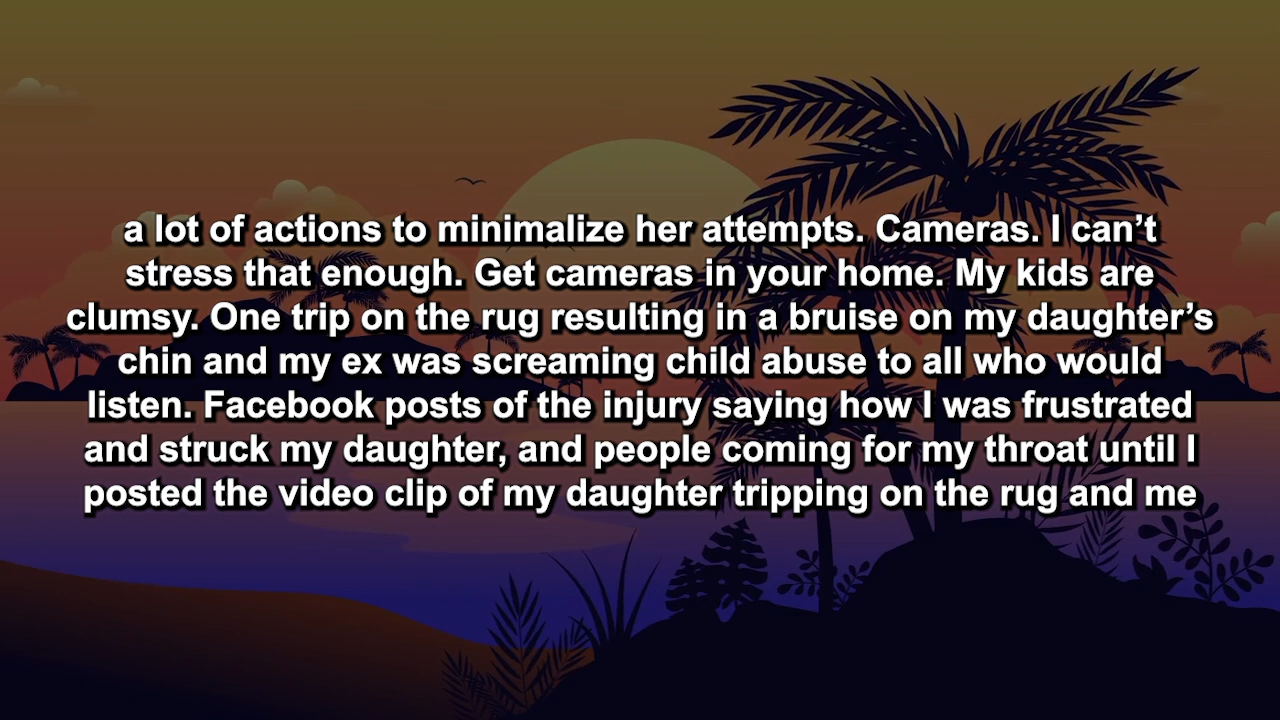 a lot of actions to minimalize her attempts. Cameras. I can’t
stress that enough. Get cameras in your home. My kids are
clumsy. One trip on the rug resulting in a bruise on my daughter’s
chin and my ex was screaming child abuse to all who would
listen. Facebook posts of the injury saying how I was frustrated
and struck my daughter, and people coming for my throat until I
posted the video clip of my daughter tripping on the rug and me